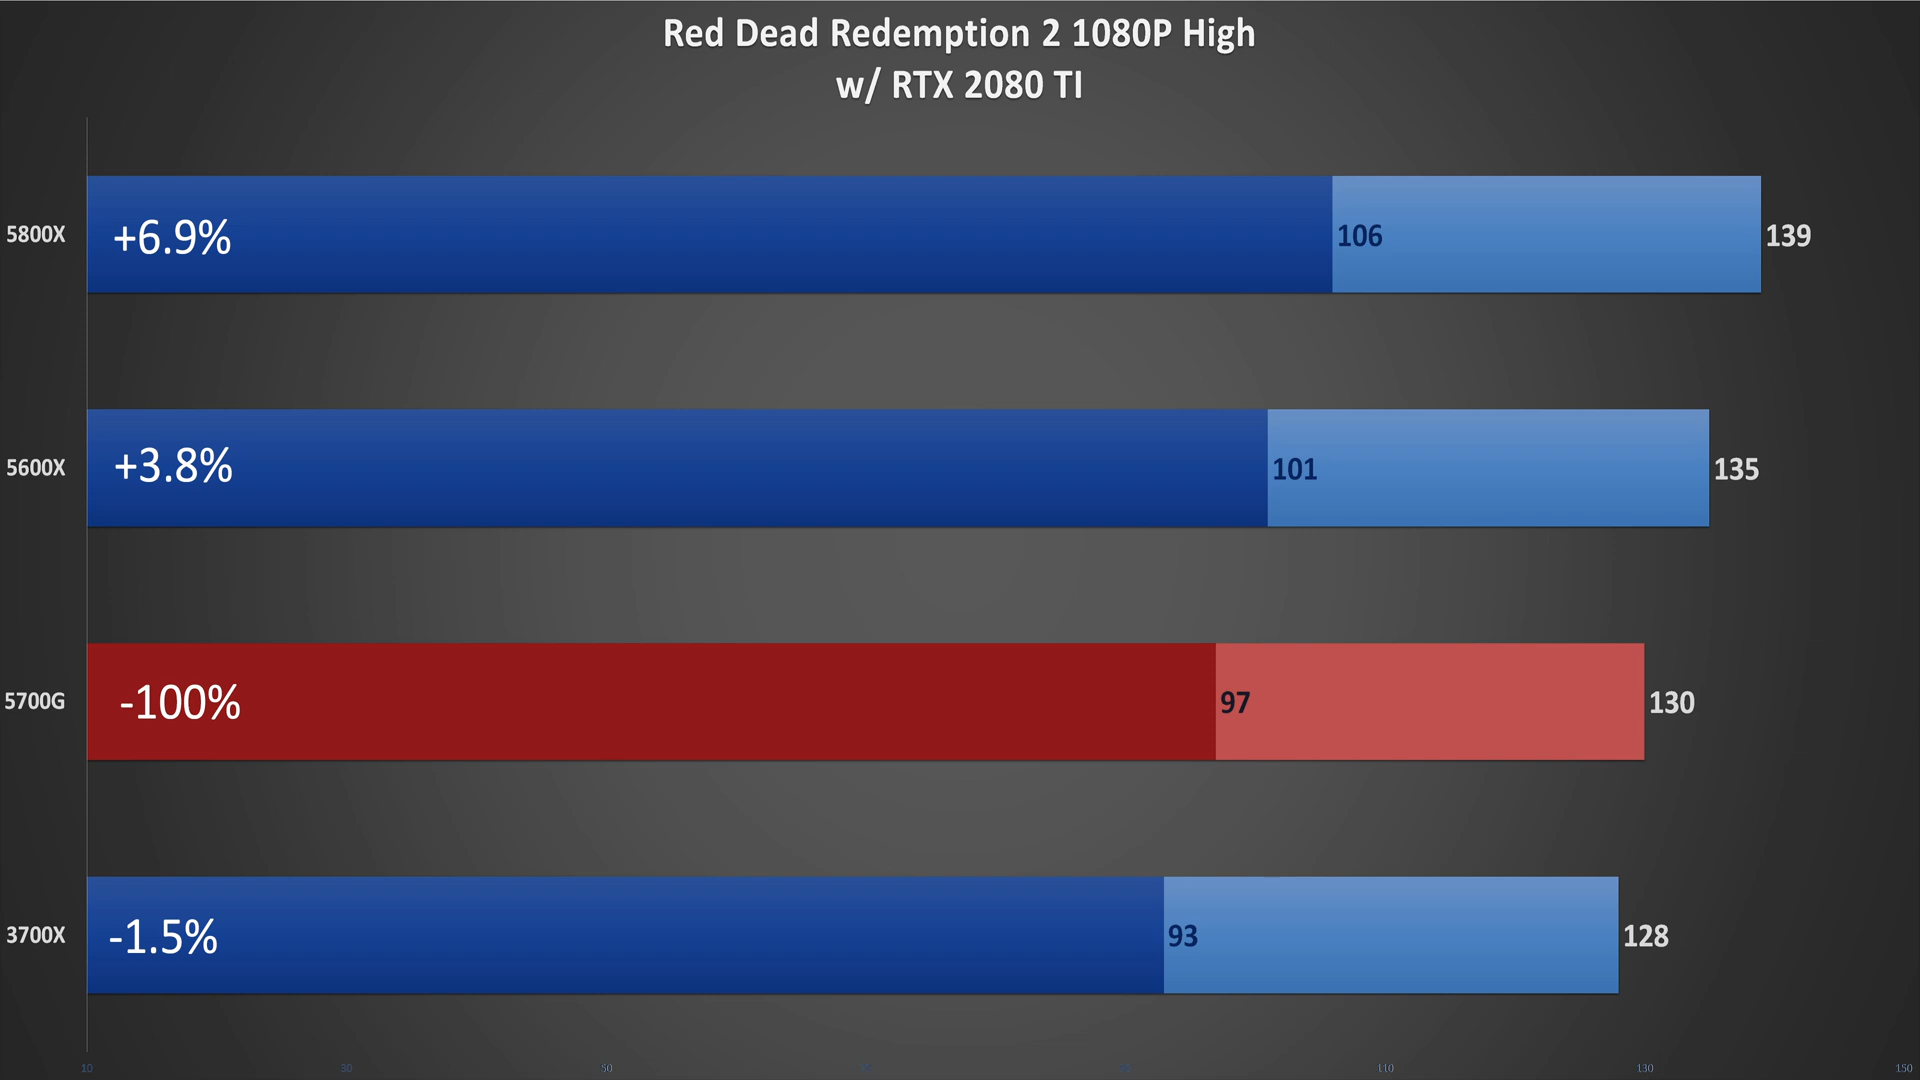 Red Dead Redemption 2 1080P High
w/ RTX 2080 TI
5800X +6.9% 106 139
5600X +3.8% 101 135
5700G -100% 97 130
3700X -1.5% 93 128
10 30 50 110 130 150